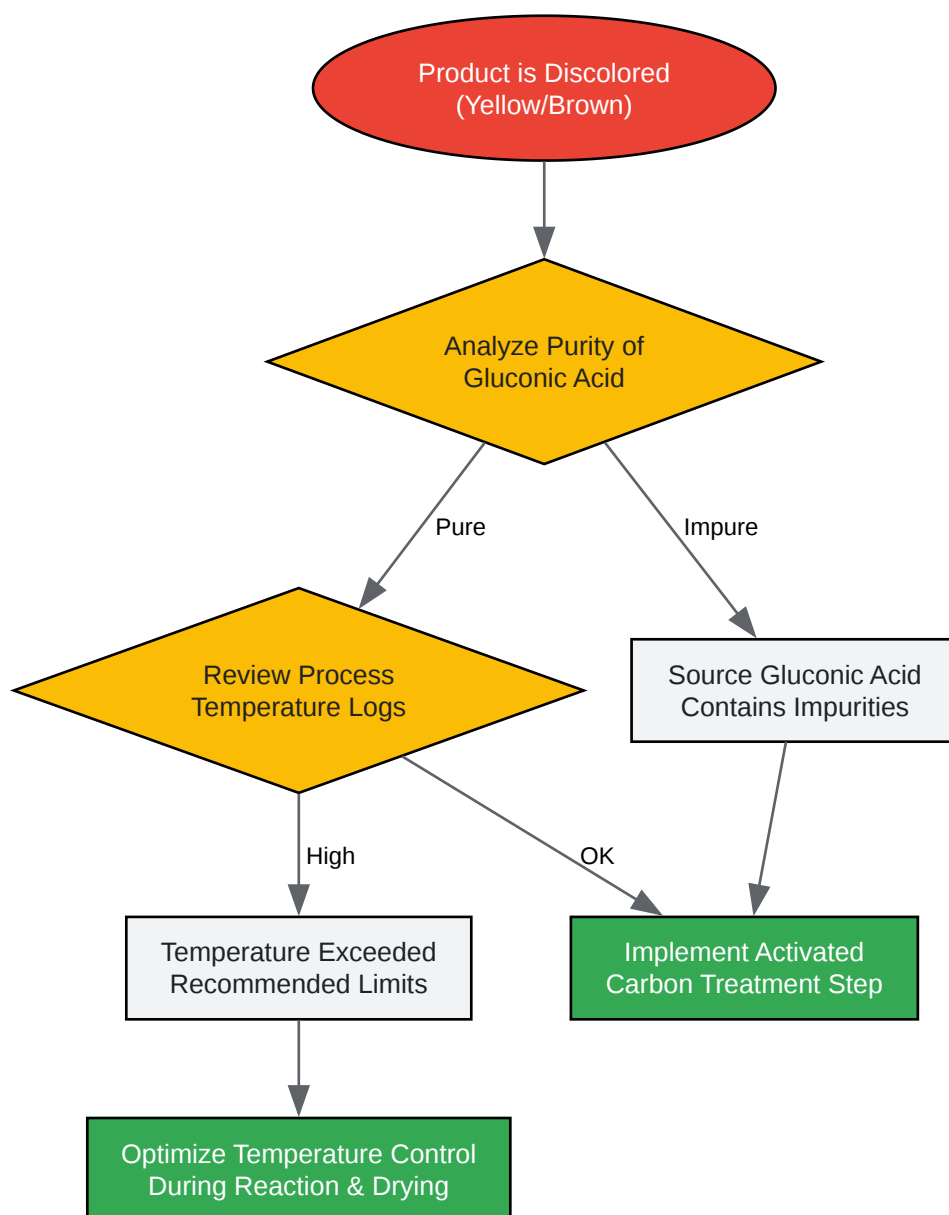 Product is Discolored
(Yellow/Brown)
Analyze Purity of
Gluconic Acid
Pure
Impure
Review Process
Temperature Logs
Source Gluconic Acid
Contains Impurities
High
OK
Temperature Exceeded
Recommended Limits
Implement Activated
Carbon Treatment Step
Optimize Temperature Control
During Reaction & Drying